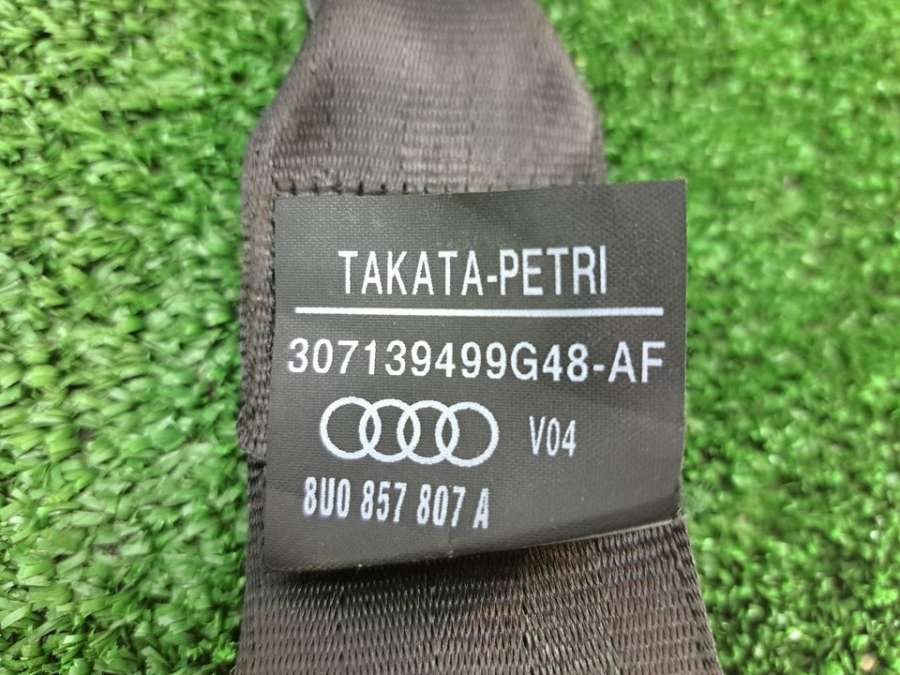 TAKATA-PETRI
307139499G48-AF
V04
8U0 857 807 A